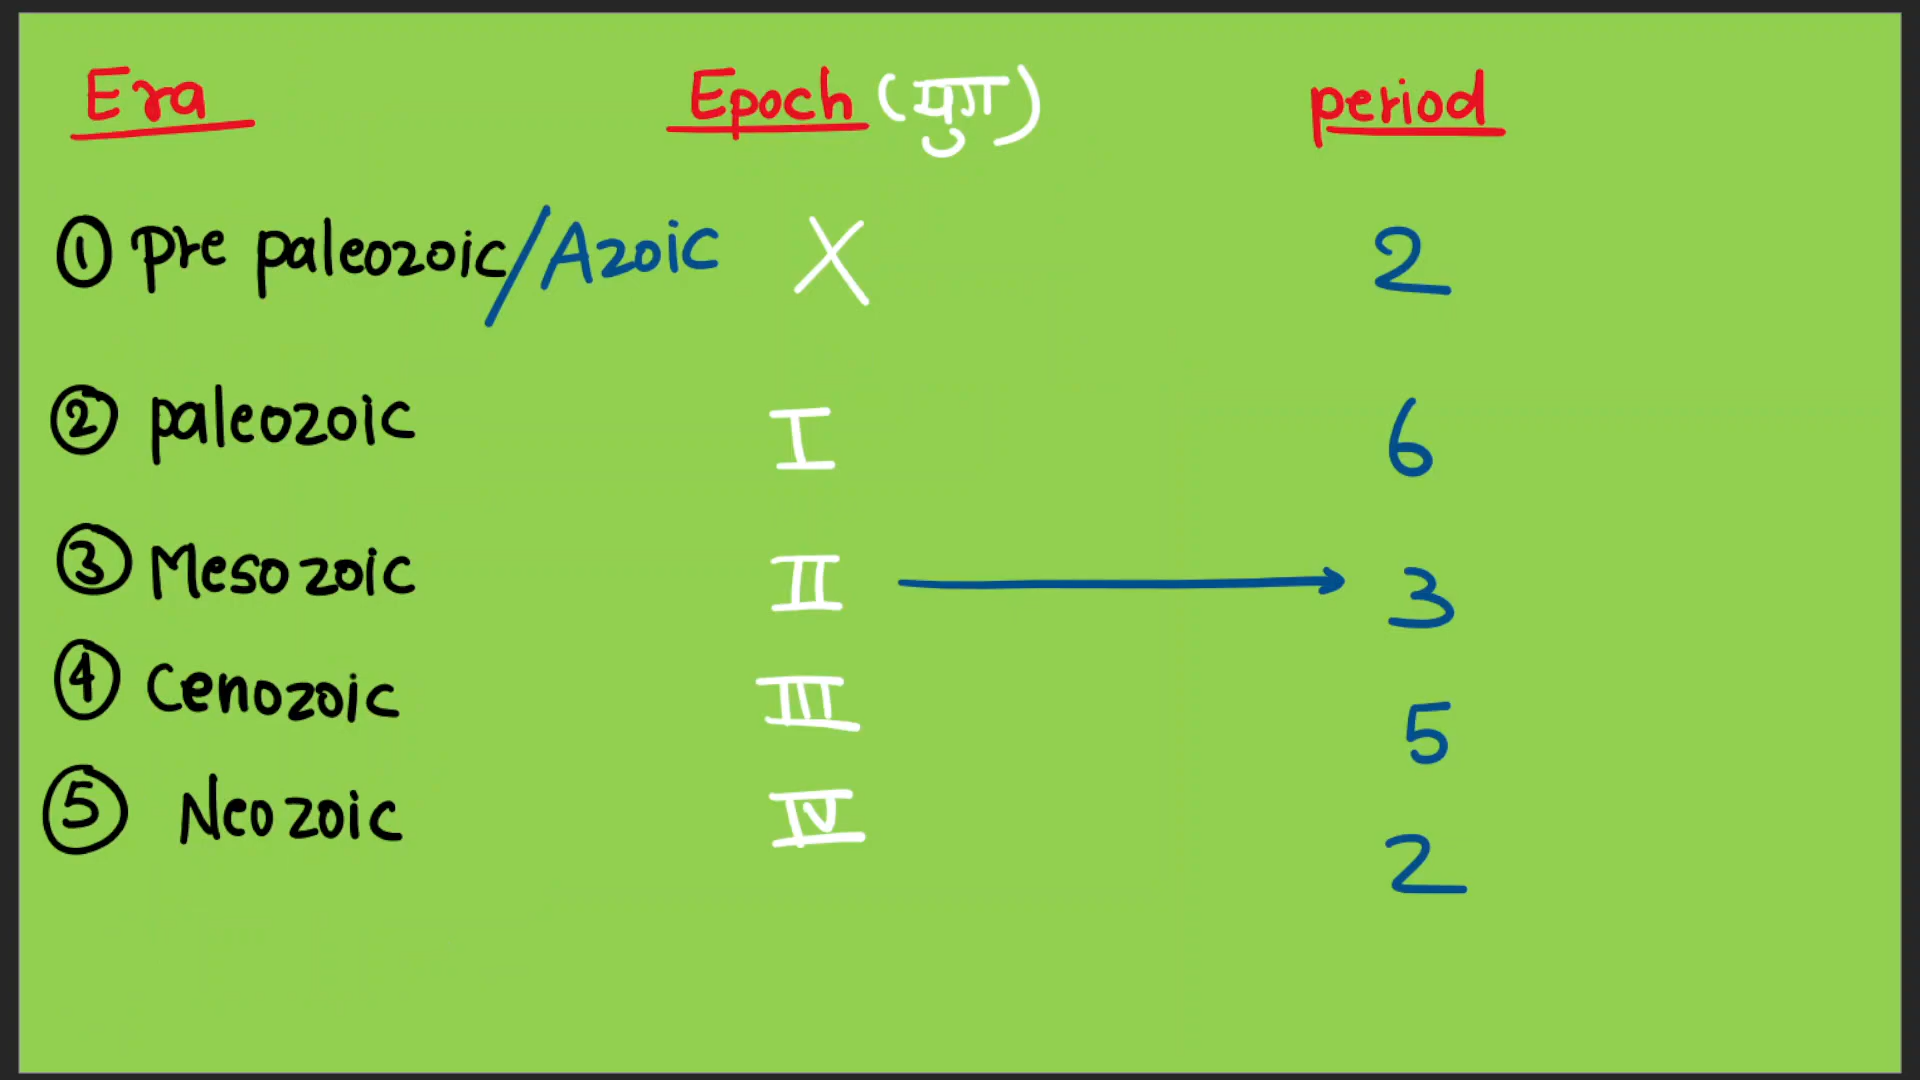 Era Epoch (युग) period
① pre paleozoic/Azoic X 2
② paleozoic I 6
③ Mesozoic II → 3
④ Cenozoic III 5
⑤ Neozoic IV 2